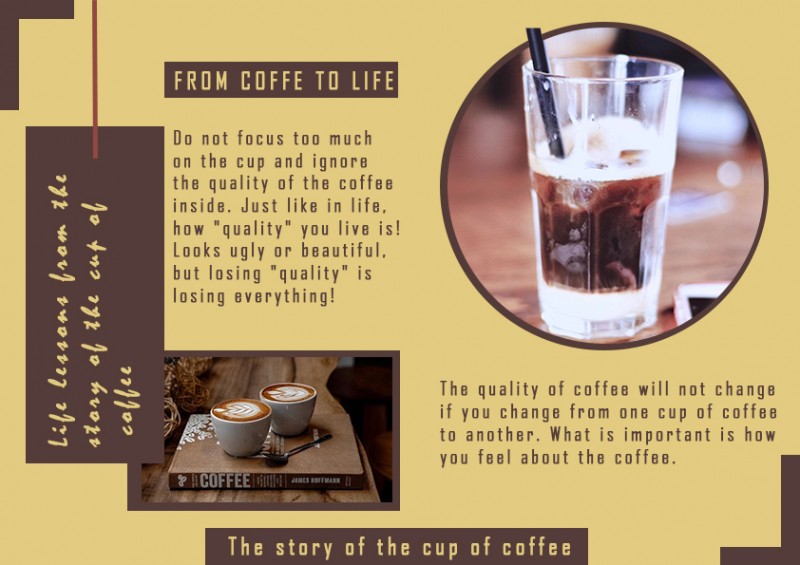 FROM COFFE TO LIFE
Do not focus too much
on the cup and ignore
the quality of the coffee
inside. Just like in life,
how "quality" you live is!
Looks ugly or beautiful,
but losing "quality" is
losing everything!
Life lessons from the
story of the cup of
coffee
COFFEE
JAMES HOFFMANN
The quality of coffee will not change
if you change from one cup of coffee
to another. What is important is how
you feel about the coffee.
The story of the cup of coffee